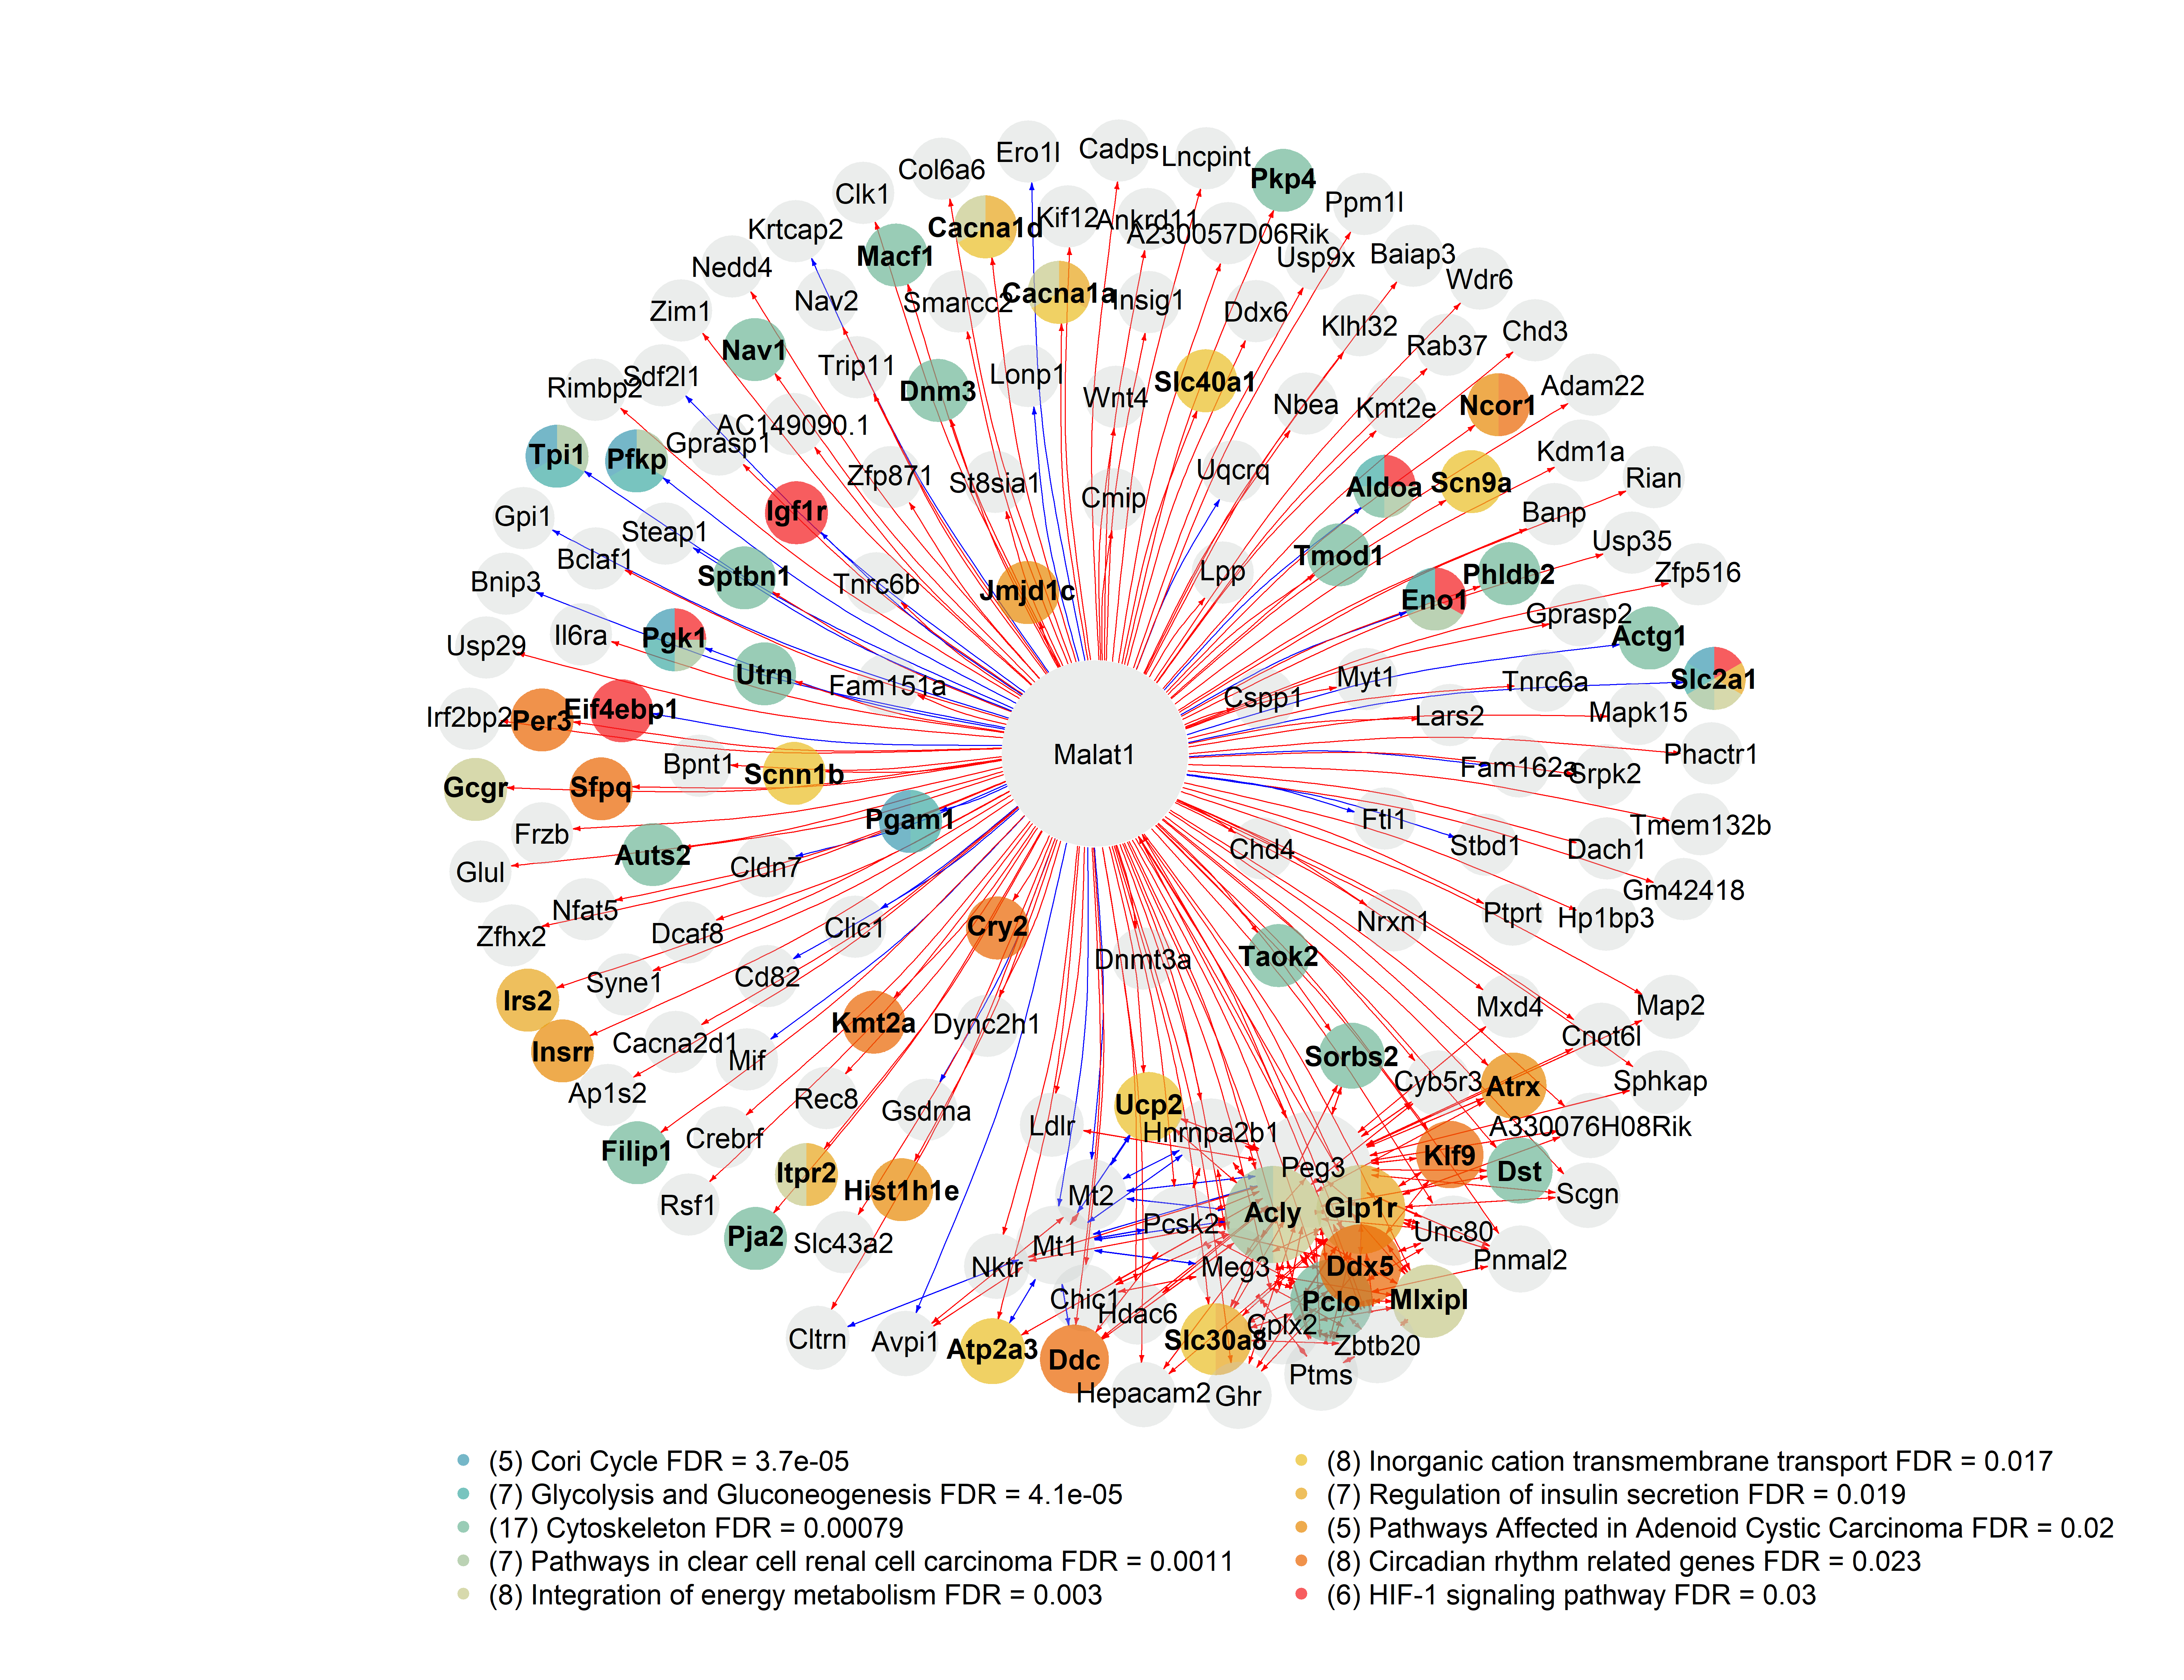 Ero1l
Cadps
Lncpint
Col6a6
Pkp4
Clk1
Ppm1l
Krtcap2
Cacna1d
Kif12
Ankrd11
A230057D06Rik
Macf1
Usp9x
Baiap3
Nedd4
Wdr6
Nav2
Smarcc2
Cacna1a
Insig1
Zim1
Ddx6
Klhl32
Chd3
Nav1
Rab37
Trip11
Lonp1
Slc40a1
Rimbp2
Sdf2l1
Dnm3
Wnt4
Adam22
AC149090.1
Nbea
Kmt2e
Ncor1
Gprasp1
Tpi1
Pfkp
Kdm1a
Zfp871
St8sia1
Uqcrq
Aldoa
Scn9a
Rian
Cmip
Igf1r
Gpi1
Banp
Steap1
Usp35
Bclaf1
Tmod1
Bnip3
Sptbn1
Tnrc6b
Jmjd1c
Lpp
Phldb2
Zfp516
Eno1
Gprasp2
Usp29
Il6ra
Pgk1
Actg1
Utrn
Fam151a
Cspp1
Myt1
Tnrc6a
Slc2a1
Irf2bp2
Per3
Eif4ebp1
Lars2
Mapk15
Malat1
Bpnt1
Scnn1b
Fam162a
Srpk2
Phactr1
Gcgr
Sfpq
Frzb
Pgam1
Ftl1
Tmem132b
Auts2
Cldn7
Chd4
Stbd1
Dach1
Glul
Gm42418
Nfat5
Zfhx2
Dcaf8
Clic1
Cry2
Nrxn1
Ptprt
Hp1bp3
Dnmt3a
Taok2
Irs2
Syne1
Cd82
Mxd4
Map2
Kmt2a
Dync2h1
Cnot6l
Insrr
Cacna2d1
Mif
Sorbs2
Ap1s2
Rec8
Gsdma
Ucp2
Cyb5r3
Atrx
Sphkap
Filip1
Crebrf
Ldlr
Hnrnpa2b1
A330076H08Rik
Itpr2
Hist1h1e
Mt2
Peg3
Klf9
Dst
Rsf1
Scgn
Pja2
Slc43a2
Pcsk2
Acly
Glp1r
Unc80
Nktr
Mt1
Meg3
Ddx5
Pnmal2
Chic1
Hdac6
Pclo
Mlxipl
Cltrn
Avpi1
Atp2a3
Ddc
Slc30a8
Cplx2
Zbtb20
Hepacam2
Ghr
Ptms
(5) Cori Cycle FDR = 3.7e-05
(7) Glycolysis and Gluconeogenesis FDR = 4.1e-05
(17) Cytoskeleton FDR = 0.00079
(7) Pathways in clear cell renal cell carcinoma FDR = 0.0011
(8) Integration of energy metabolism FDR = 0.003
(8) Inorganic cation transmembrane transport FDR = 0.017
(7) Regulation of insulin secretion FDR = 0.019
(5) Pathways Affected in Adenoid Cystic Carcinoma FDR = 0.02
(8) Circadian rhythm related genes FDR = 0.023
(6) HIF-1 signaling pathway FDR = 0.03